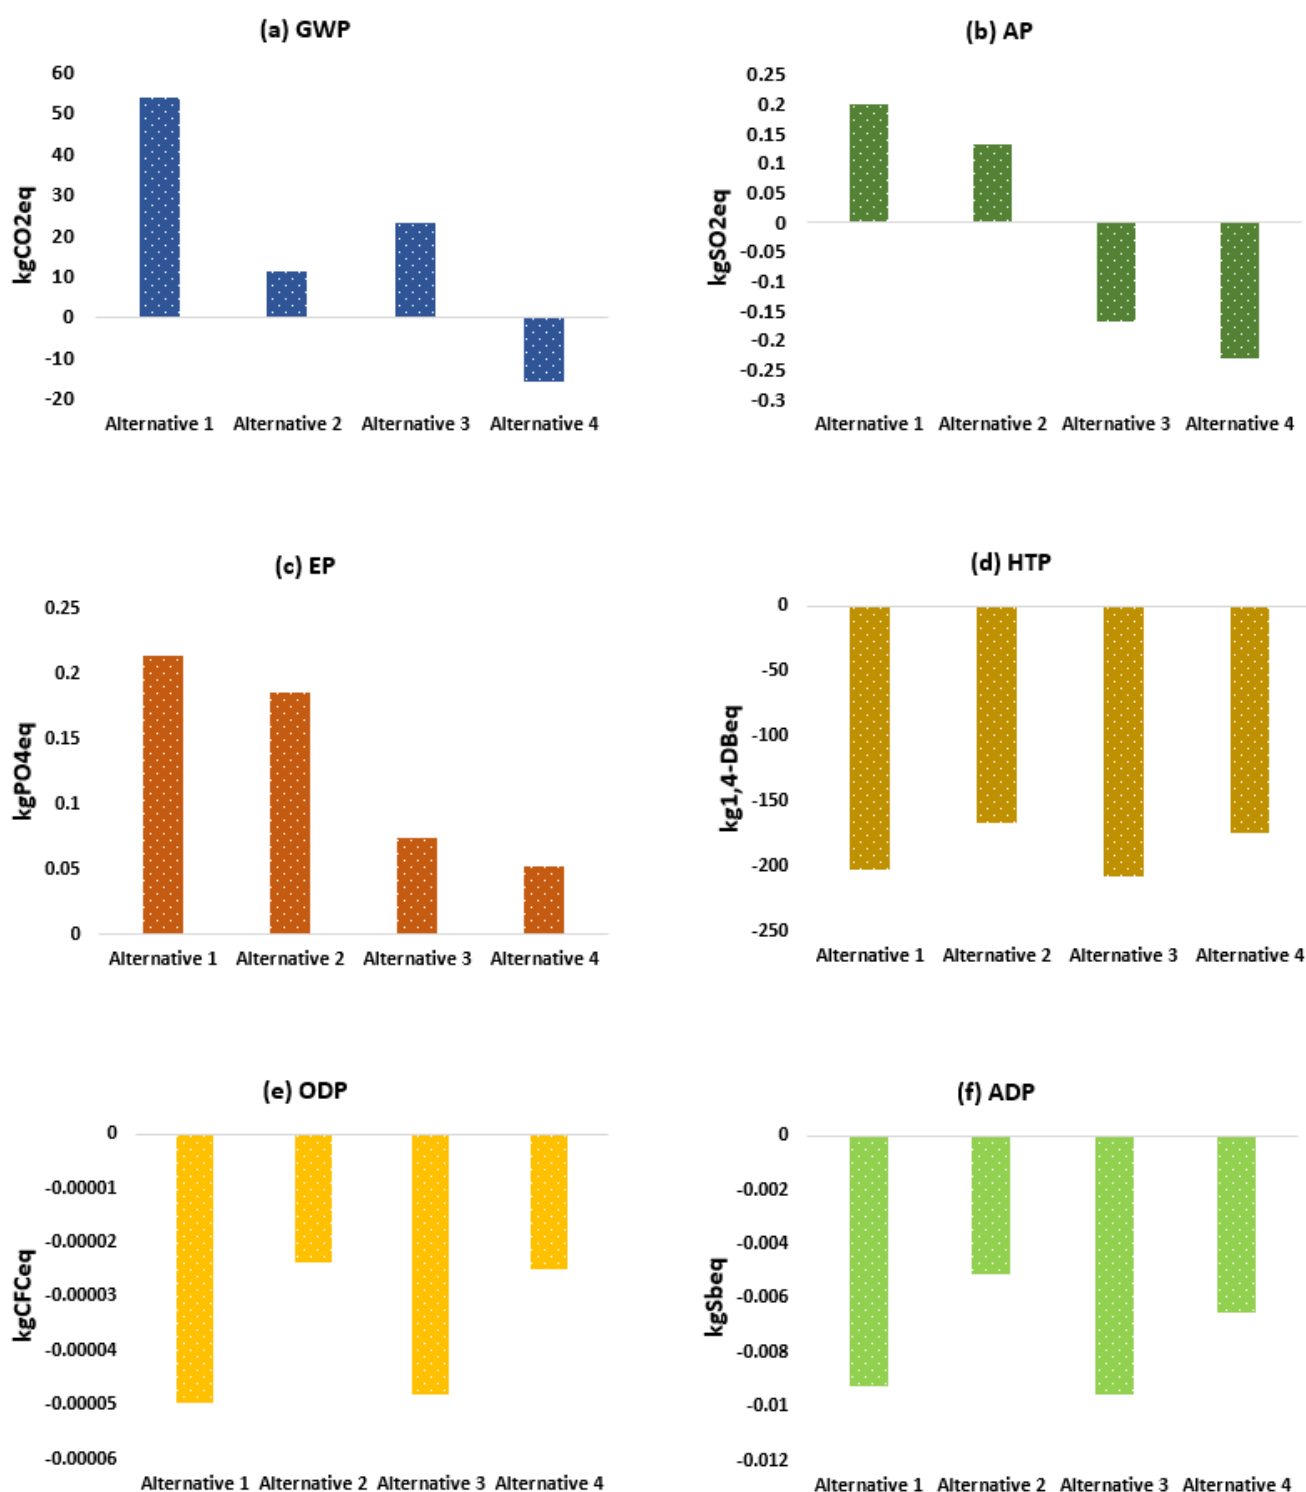 (a) GWP
kgCO2eq
60
50
40
30
20
10
0
-10
-20
Alternative 1 Alternative 2 Alternative 3 Alternative 4
(b) AP
kgSO2eq
0.25
0.2
0.15
0.1
0.05
0
-0.05
-0.1
-0.15
-0.2
-0.25
-0.3
Alternative 1 Alternative 2 Alternative 3 Alternative 4
(c) EP
kgPO4eq
0.25
0.2
0.15
0.1
0.05
0
Alternative 1 Alternative 2 Alternative 3 Alternative 4
(d) HTP
kg1,4-DBeq
0
-50
-100
-150
-200
-250
Alternative 1 Alternative 2 Alternative 3 Alternative 4
(e) ODP
kgCFCeq
0
-0.00001
-0.00002
-0.00003
-0.00004
-0.00005
-0.00006
Alternative 1 Alternative 2 Alternative 3 Alternative 4
(f) ADP
kgSbeq
0
-0.002
-0.004
-0.006
-0.008
-0.01
-0.012
Alternative 1 Alternative 2 Alternative 3 Alternative 4